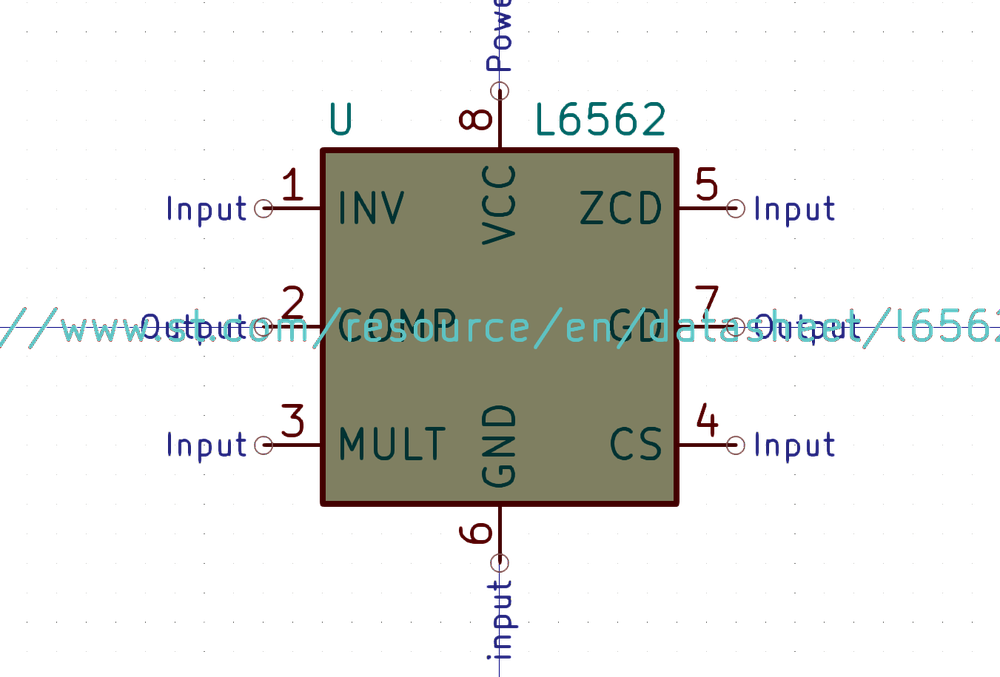 Powe
U
8
L6562
Input
1
INV
VCC
ZCD
5
Input
Output
2
COMP
GD
7
Output
//www.st.com/resource/en/datasheet/l6562
Input
3
MULT
GND
CS
4
Input
6
input